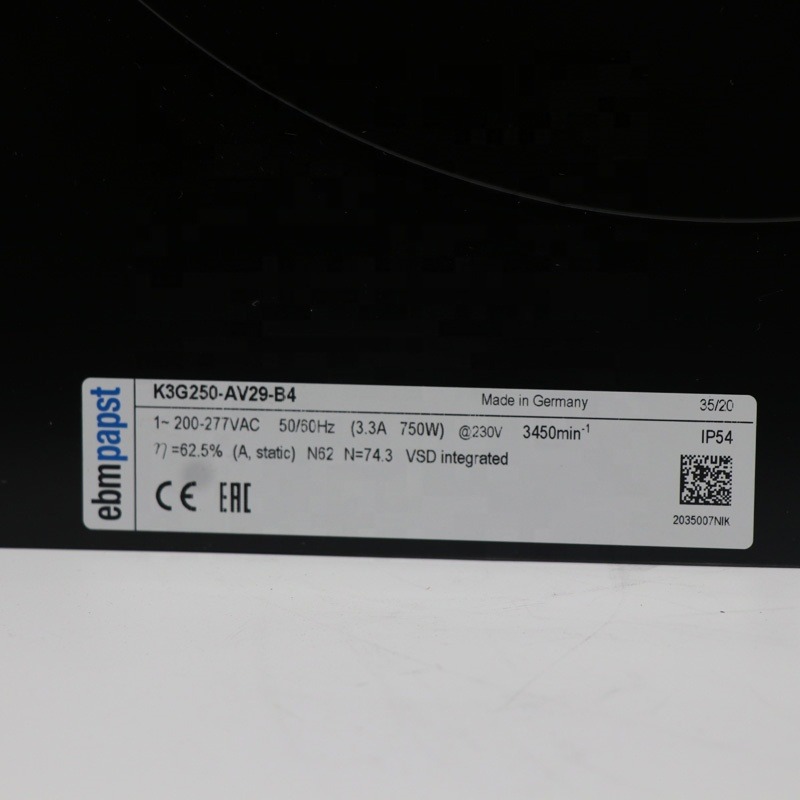 ebmpapst
K3G250-AV29-B4 Made in Germany 35/20
1~ 200-277VAC 50/60Hz (3.3A 750W) @230V 3450min⁻¹ IP54
η =62.5% (A, static) N62 N=74.3 VSD integrated
CE EAC
2035007NIK